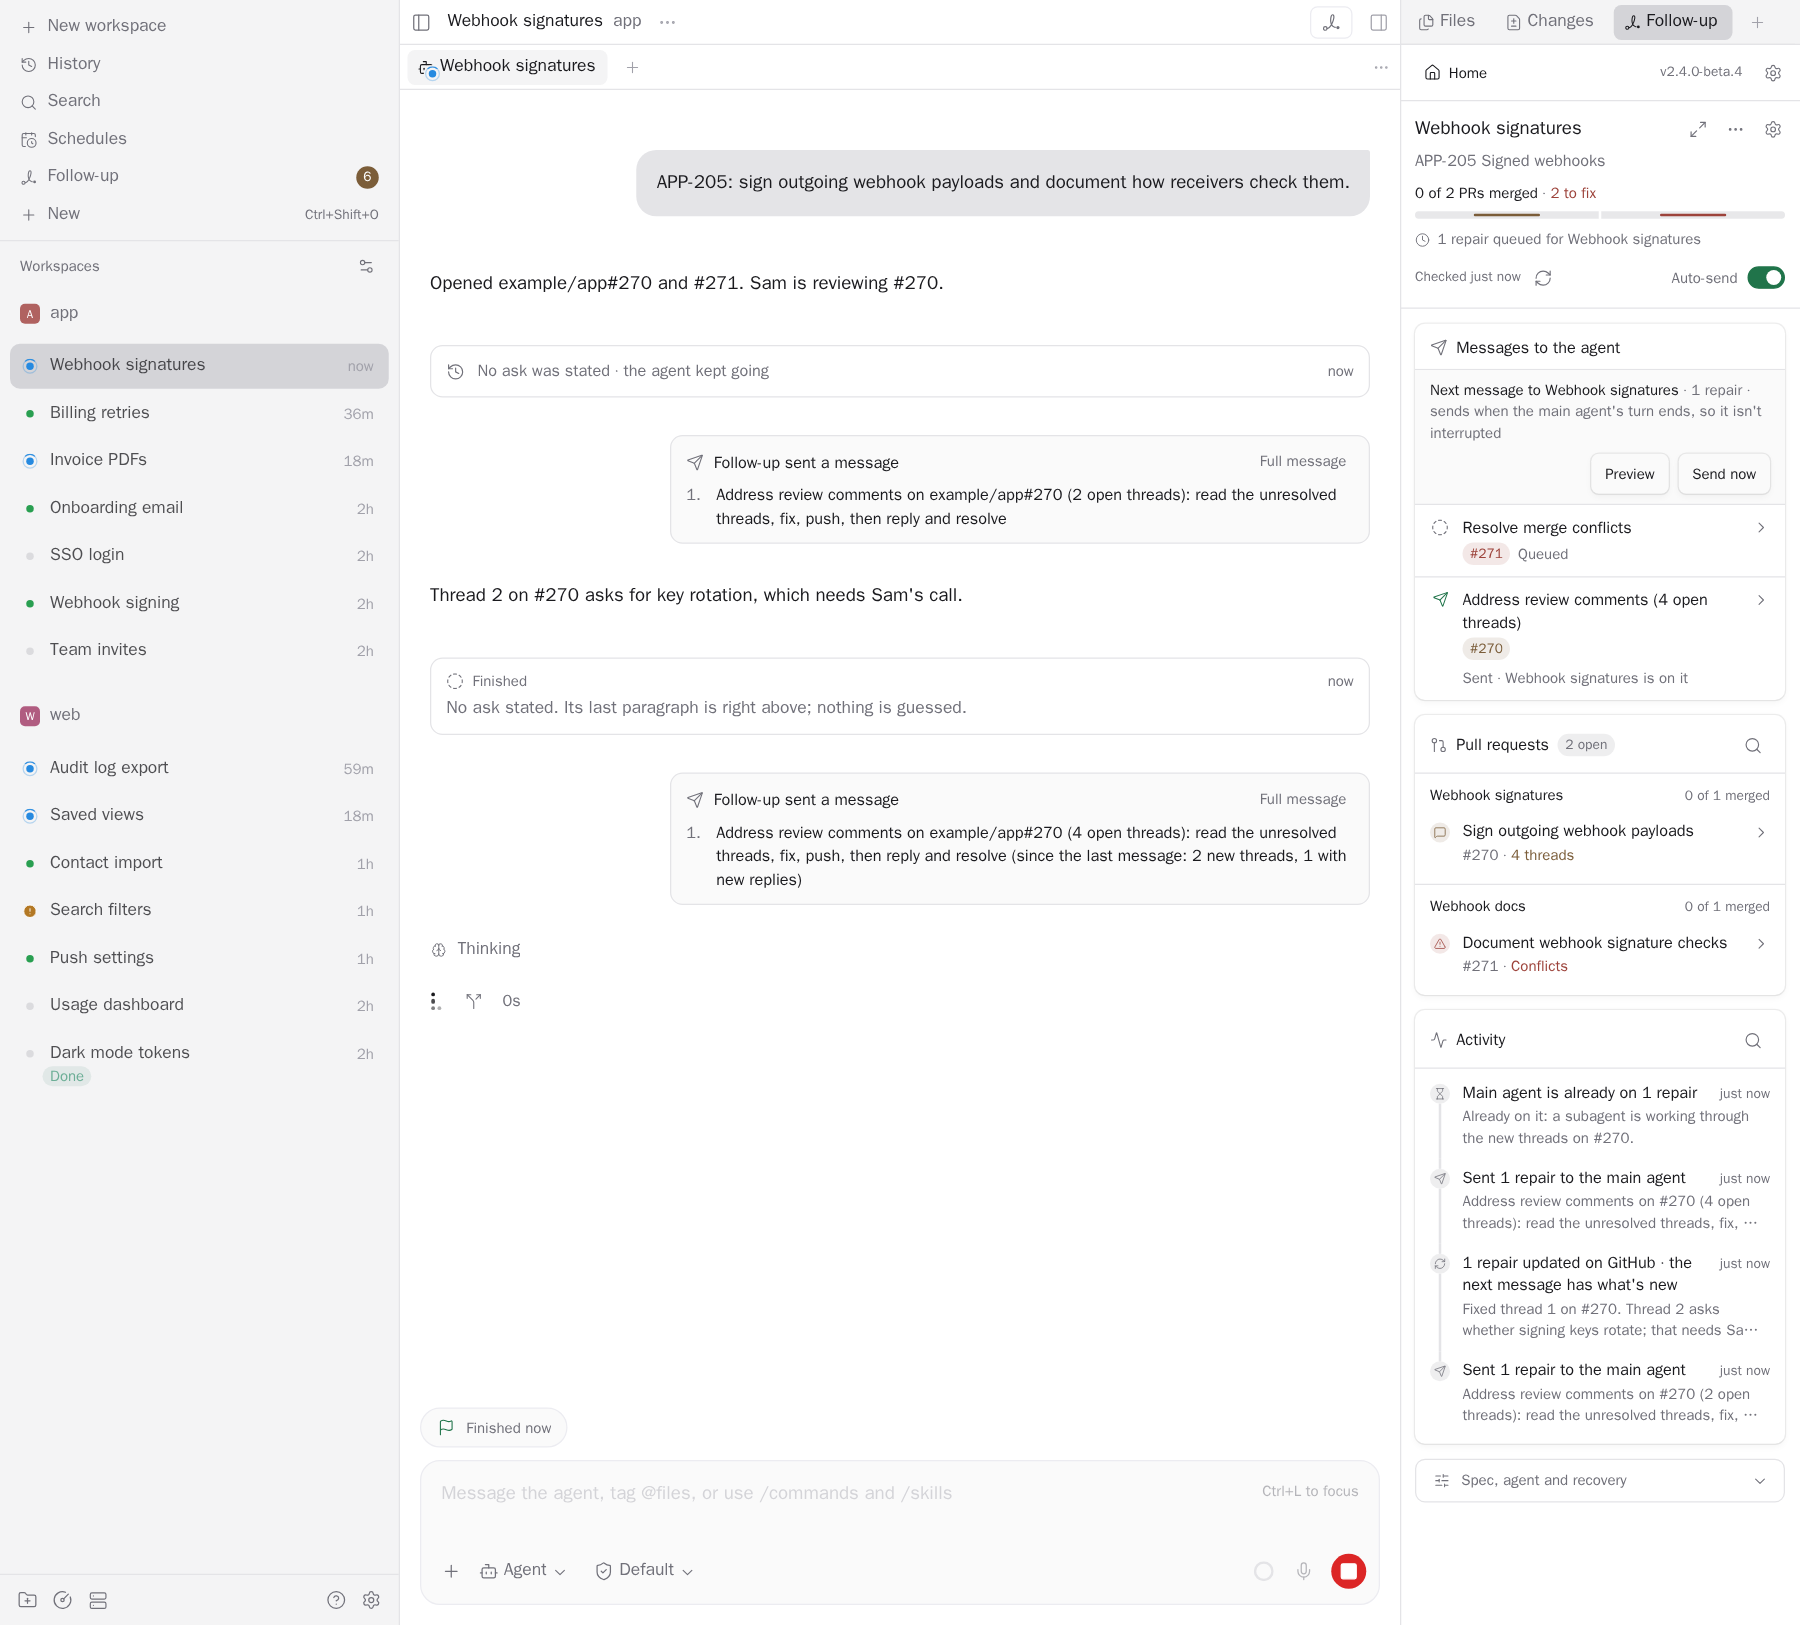 New workspace
History
Search
Schedules
Follow-up 6
New Ctrl+Shift+O
Workspaces
A app
Webhook signatures now
Billing retries 36m
Invoice PDFs 18m
Onboarding email 2h
SSO login 2h
Webhook signing 2h
Team invites 2h
W web
Audit log export 59m
Saved views 18m
Contact import 1h
Search filters 1h
Push settings 1h
Usage dashboard 2h
Dark mode tokens 2h
Done
Webhook signatures app
Webhook signatures
APP-205: sign outgoing webhook payloads and document how receivers check them.
Opened example/app#270 and #271. Sam is reviewing #270.
No ask was stated · the agent kept going now
Follow-up sent a message Full message
1. Address review comments on example/app#270 (2 open threads): read the unresolved
threads, fix, push, then reply and resolve
Thread 2 on #270 asks for key rotation, which needs Sam's call.
Finished now
No ask stated. Its last paragraph is right above; nothing is guessed.
Follow-up sent a message Full message
1. Address review comments on example/app#270 (4 open threads): read the unresolved
threads, fix, push, then reply and resolve (since the last message: 2 new threads, 1 with
new replies)
Thinking
0s
Finished now
Message the agent, tag @files, or use /commands and /skills Ctrl+L to focus
Agent Default
Files Changes Follow-up
Home v2.4.0-beta.4
Webhook signatures
APP-205 Signed webhooks
0 of 2 PRs merged · 2 to fix
1 repair queued for Webhook signatures
Checked just now Auto-send
Messages to the agent
Next message to Webhook signatures · 1 repair ·
sends when the main agent's turn ends, so it isn't
interrupted
Preview Send now
Resolve merge conflicts
#271 Queued
Address review comments (4 open
threads)
#270
Sent · Webhook signatures is on it
Pull requests 2 open
Webhook signatures 0 of 1 merged
Sign outgoing webhook payloads
#270 · 4 threads
Webhook docs 0 of 1 merged
Document webhook signature checks
#271 · Conflicts
Activity
Main agent is already on 1 repair just now
Already on it: a subagent is working through
the new threads on #270.
Sent 1 repair to the main agent just now
Address review comments on #270 (4 open
threads): read the unresolved threads, fix, ···
1 repair updated on GitHub · the just now
next message has what's new
Fixed thread 1 on #270. Thread 2 asks
whether signing keys rotate; that needs Sa···
Sent 1 repair to the main agent just now
Address review comments on #270 (2 open
threads): read the unresolved threads, fix, ···
Spec, agent and recovery